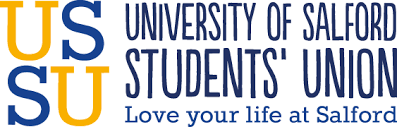 US
SU
UNIVERSITY OF SALFORD
STUDENTS' UNION
Love your life at Salford